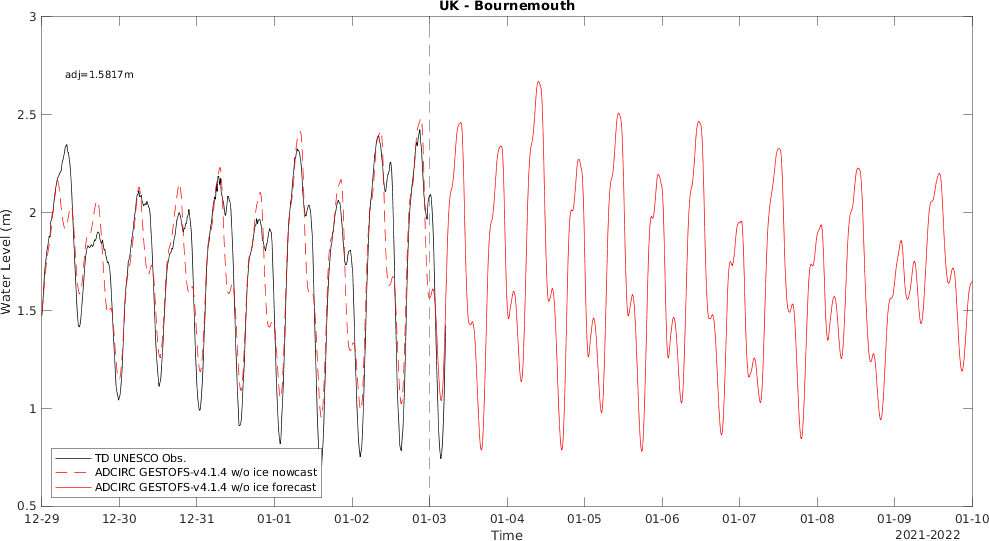 UK - Bournemouth
3
adj=1.5817m
2.5
2
1.5
1
0.5
Water Level (m)
TD UNESCO Obs.
ADCIRC GESTOFS-v4.1.4 w/o ice nowcast
ADCIRC GESTOFS-v4.1.4 w/o ice forecast
12-29 12-30 12-31 01-01 01-02 01-03 01-04 01-05 01-06 01-07 01-08 01-09 01-10
Time
2021-2022